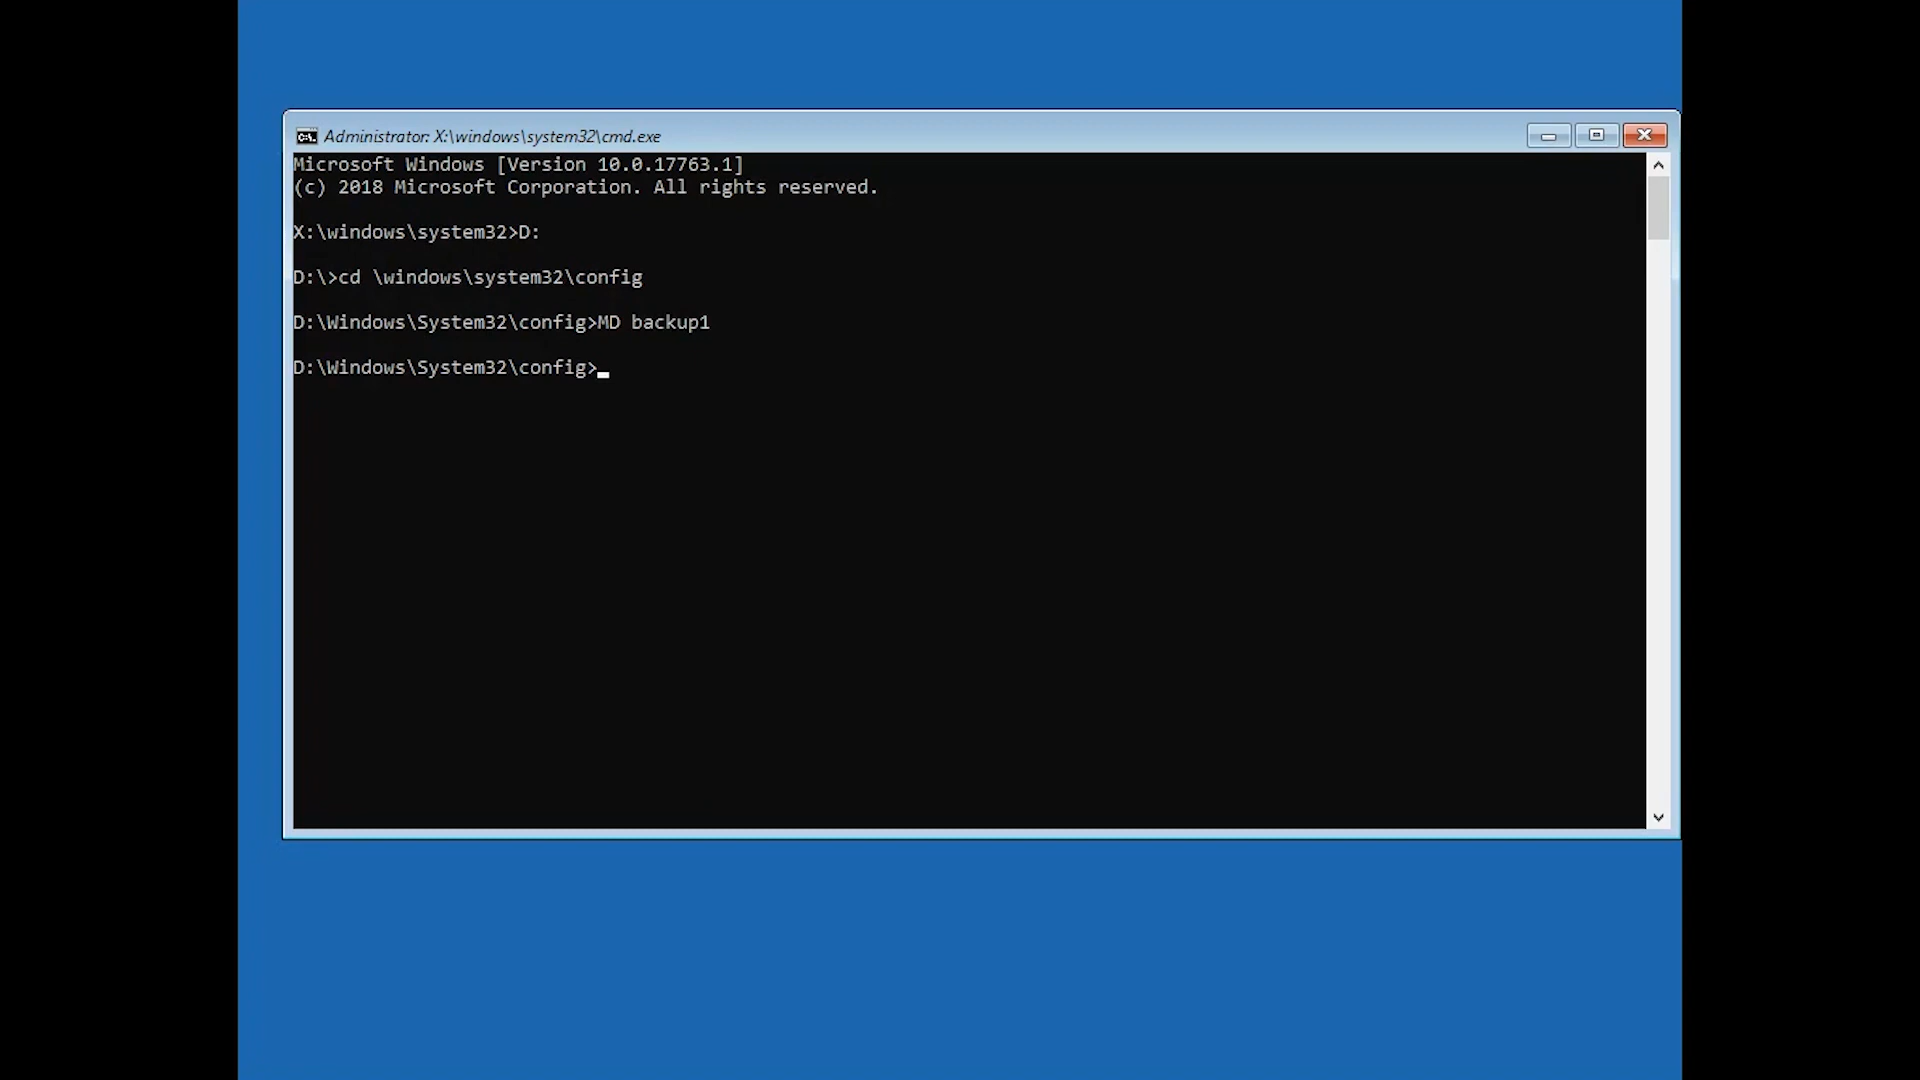 Administrator: X:\windows\system32\cmd.exe
Microsoft Windows [Version 10.0.17763.1]
(c) 2018 Microsoft Corporation. All rights reserved.
X:\windows\system32>D:
D:\>cd \windows\system32\config
D:\Windows\System32\config>MD backup1
D:\Windows\System32\config>